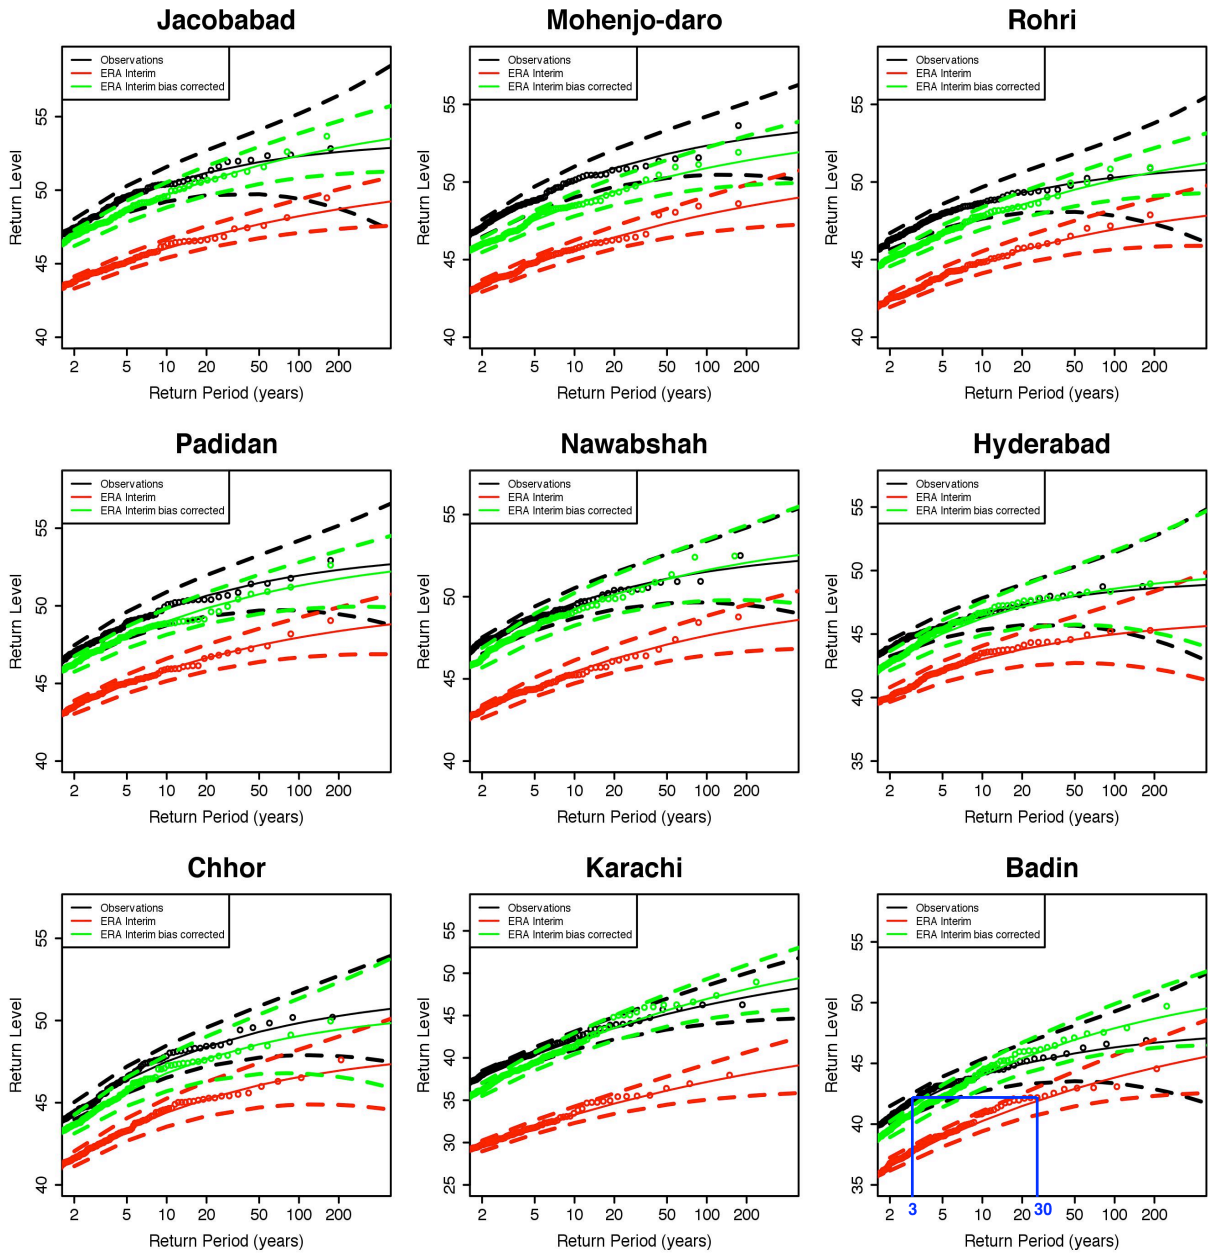 Jacobabad
Mohenjo-daro
Rohri
Observations
ERA Interim
ERA Interim bias corrected
Observations
ERA Interim
ERA Interim bias corrected
Observations
ERA Interim
ERA Interim bias corrected
Return Level
40 45 50 55
2 5 10 20 50 100 200
Return Period (years)
Return Level
40 45 50 55
2 5 10 20 50 100 200
Return Period (years)
Return Level
40 45 50 55
2 5 10 20 50 100 200
Return Period (years)
Padidan
Nawabshah
Hyderabad
Observations
ERA Interim
ERA Interim bias corrected
Observations
ERA Interim
ERA Interim bias corrected
Observations
ERA Interim
ERA Interim bias corrected
Return Level
40 45 50 55
2 5 10 20 50 100 200
Return Period (years)
Return Level
40 45 50 55
2 5 10 20 50 100 200
Return Period (years)
Return Level
35 40 45 50 55
2 5 10 20 50 100 200
Return Period (years)
Chhor
Karachi
Badin
Observations
ERA Interim
ERA Interim bias corrected
Observations
ERA Interim
ERA Interim bias corrected
Observations
ERA Interim
ERA Interim bias corrected
Return Level
40 45 50 55
2 5 10 20 50 100 200
Return Period (years)
Return Level
25 30 35 40 45 50 55
2 5 10 20 50 100 200
Return Period (years)
Return Level
35 40 45 50 55
2 3 5 10 20 30 50 100 200
Return Period (years)